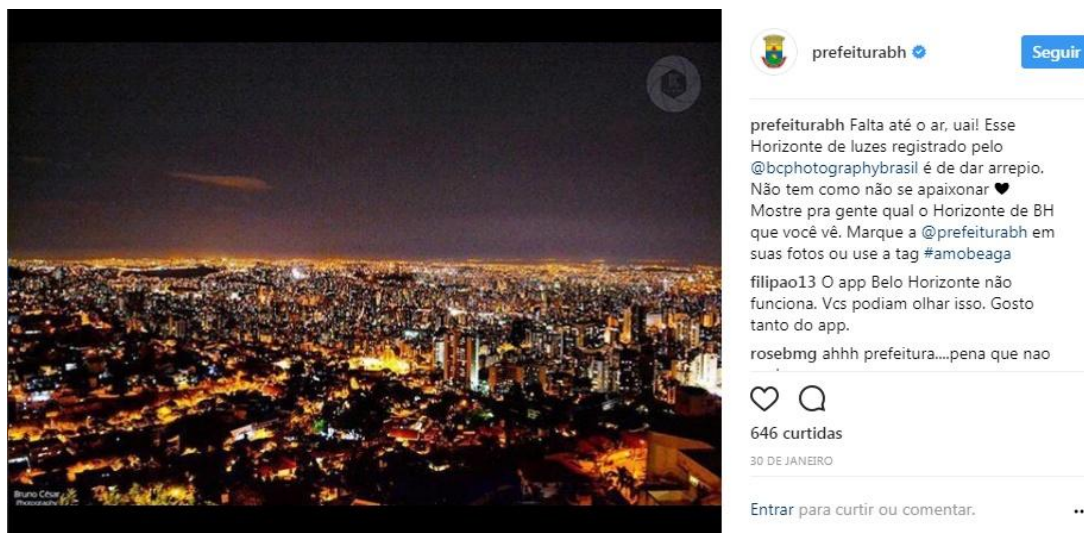 prefeiturabh
Seguir
prefeiturabh Falta até o ar, uai! Esse
Horizonte de luzes registrado pelo
@bcphotographybrasil é de dar arrepio.
Não tem como não se apaixonar ♥
Mostre pra gente qual o Horizonte de BH
que você vê. Marque a @prefeiturabh em
suas fotos ou use a tag #amobeaga
filipao13 O app Belo Horizonte não
funciona. Vcs podiam olhar isso. Gosto
tanto do app.
rosebmg ahhh prefeitura....pena que nao
646 curtidas
30 DE JANEIRO
Entrar para curtir ou comentar.
Bruno César
Photography